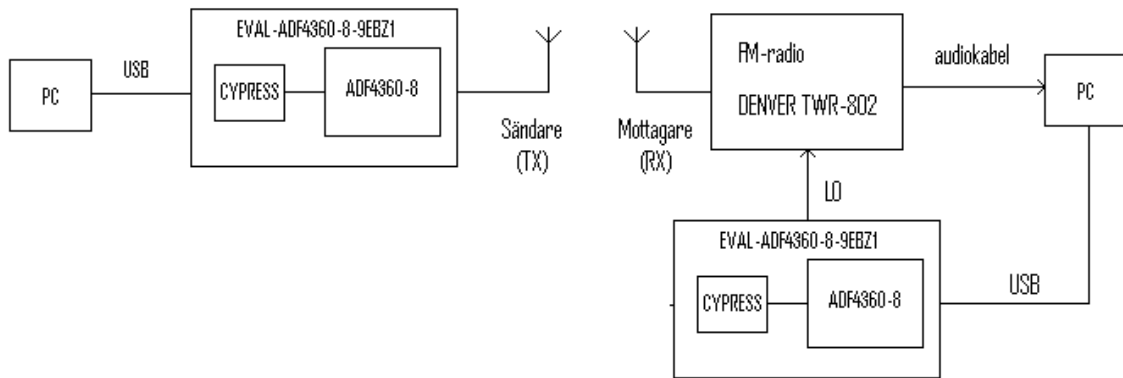 EVAL-ADF4360-8-9EBZ1
PC
USB
CYPRESS
ADF4360-8
Sändare
(TX)
Mottagare
(RX)
FM-radio
DENVER TWR-802
audiokabel
PC
LO
EVAL-ADF4360-8-9EBZ1
CYPRESS
ADF4360-8
USB